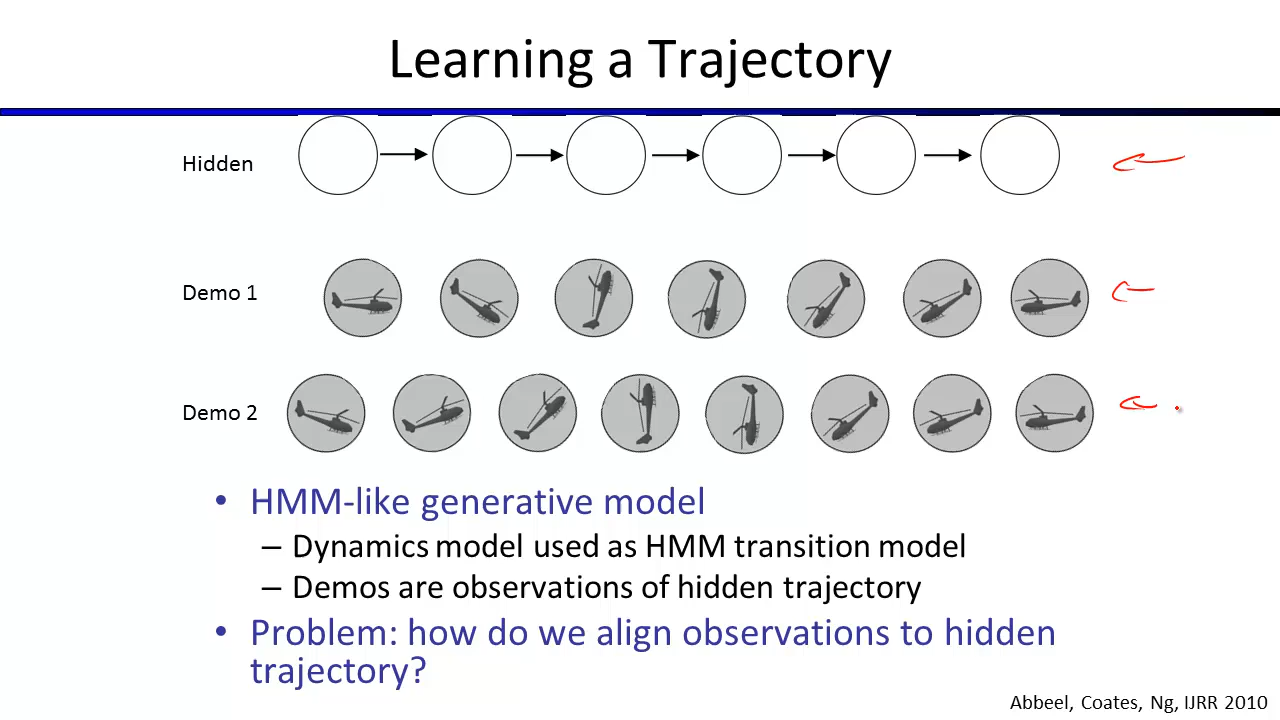 Learning a Trajectory
Hidden
Demo 1
Demo 2
• HMM-like generative model
– Dynamics model used as HMM transition model
– Demos are observations of hidden trajectory
• Problem: how do we align observations to hidden
trajectory?
Abbeel, Coates, Ng, IJRR 2010